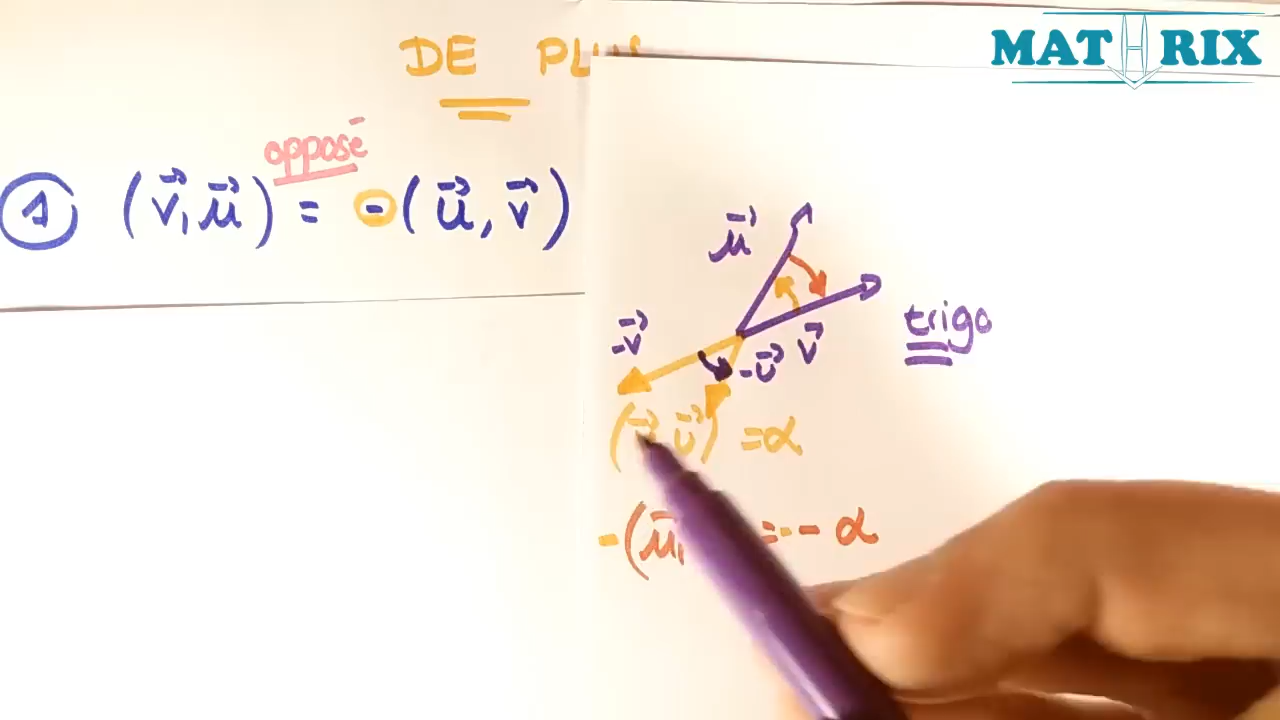 MATHRIX
DE PLUS
opposé
① (v⃗, u⃗) = -(u⃗, v⃗)
u⃗
trigo
-v⃗
-u⃗ v⃗
( u⃗) = α
-(u⃗, =-- α